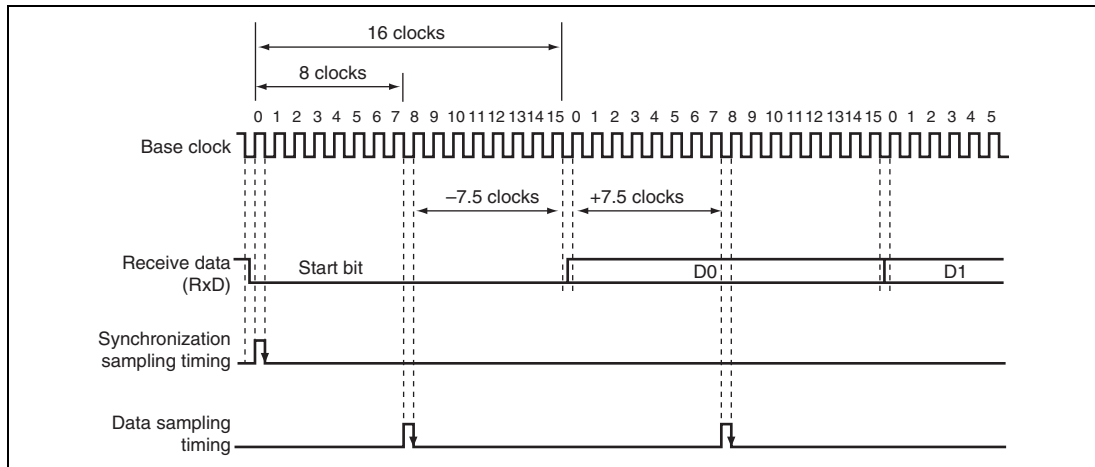 16 clocks
8 clocks
0 1 2 3 4 5 6 7 8 9 10 11 12 13 14 15 0 1 2 3 4 5 6 7 8 9 10 11 12 13 14 15 0 1 2 3 4 5
Base clock
–7.5 clocks
+7.5 clocks
Receive data
(RxD)
Start bit
D0
D1
Synchronization
sampling timing
Data sampling
timing